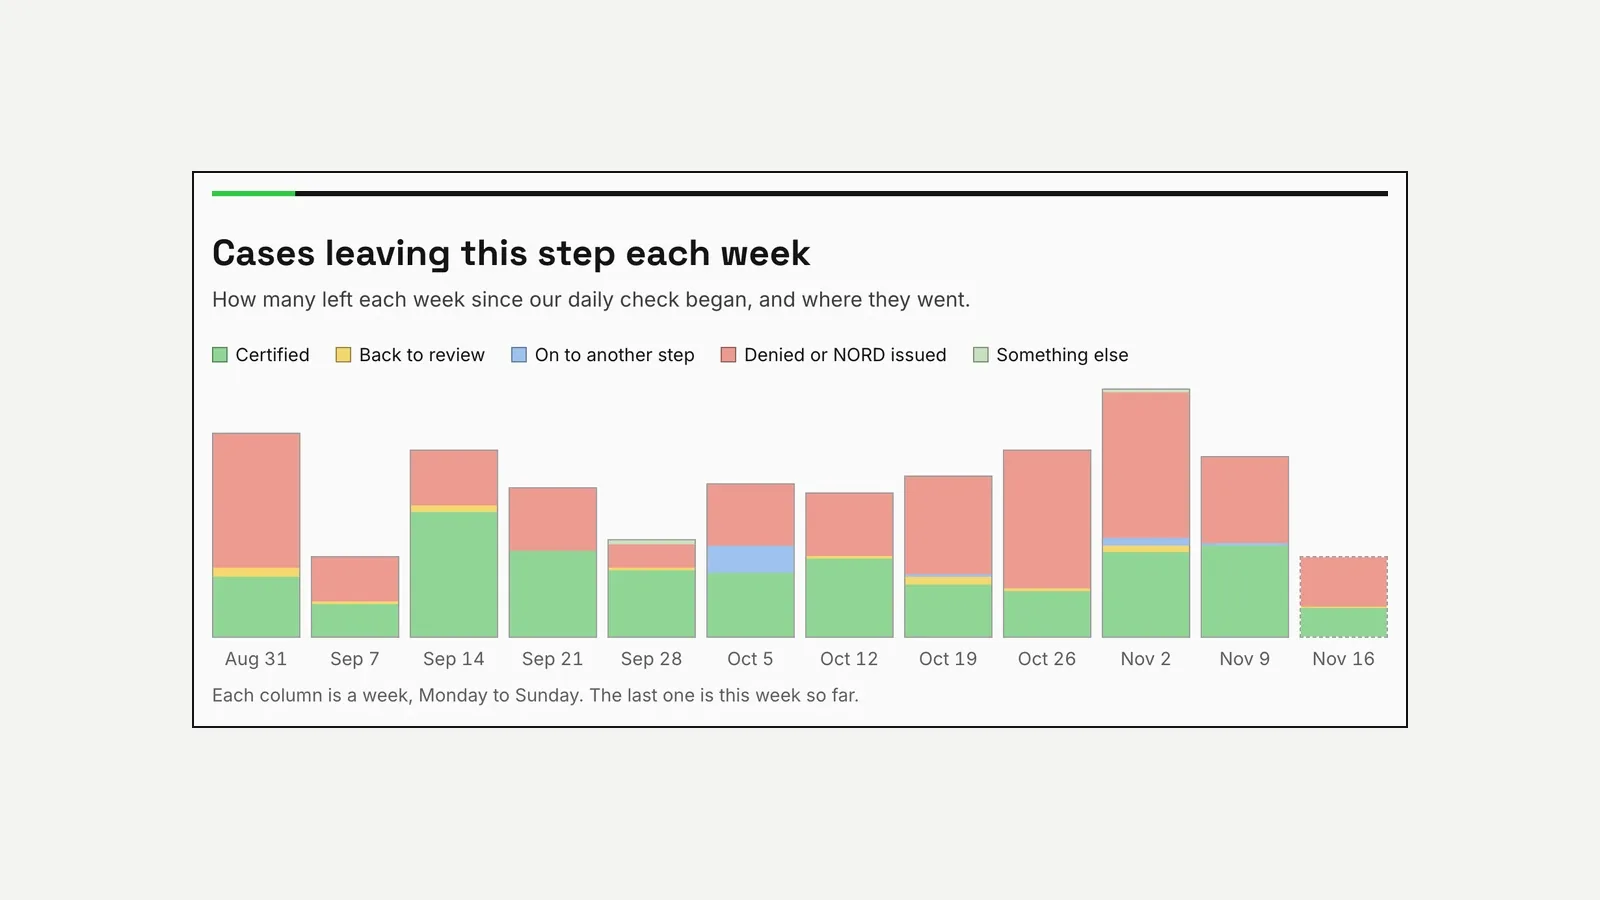 Cases leaving this step each week
How many left each week since our daily check began, and where they went.
Certified Back to review On to another step Denied or NORD issued Something else
Aug 31 Sep 7 Sep 14 Sep 21 Sep 28 Oct 5 Oct 12 Oct 19 Oct 26 Nov 2 Nov 9 Nov 16
Each column is a week, Monday to Sunday. The last one is this week so far.